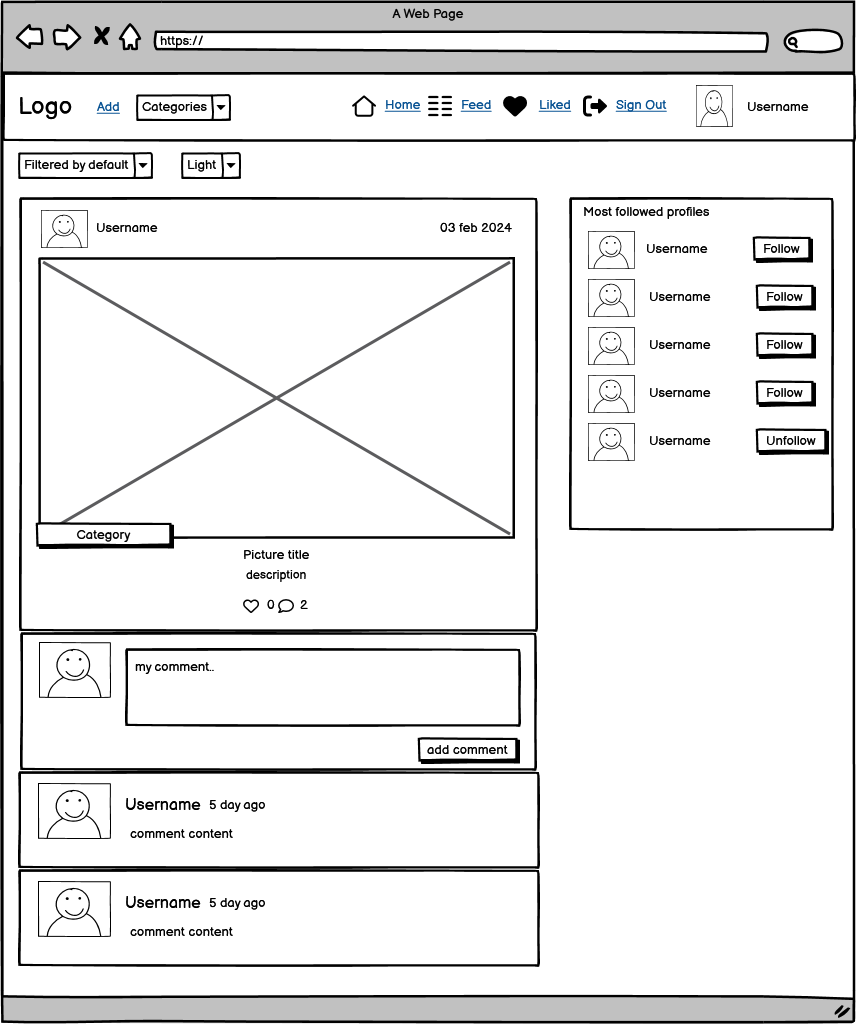 A Web Page
https://
Logo Add Categories Home Feed Liked Sign Out Username
Filtered by default Light
Username 03 feb 2024
Category
Picture title
description
0 2
my comment..
add comment
Username 5 day ago
comment content
Username 5 day ago
comment content
Most followed profiles
Username Follow
Username Follow
Username Follow
Username Follow
Username Unfollow